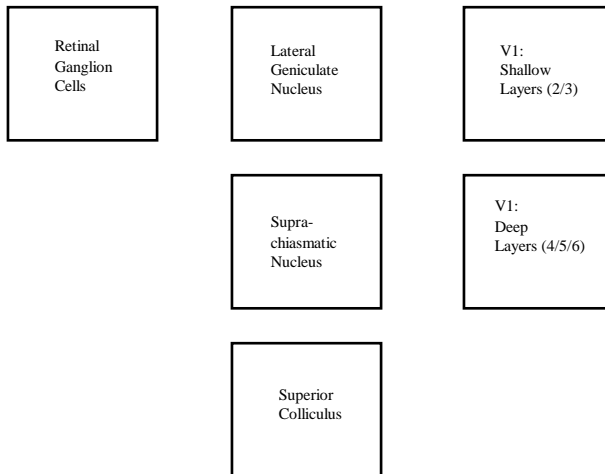 Retinal
Ganglion
Cells
Lateral
Geniculate
Nucleus
V1:
Shallow
Layers (2/3)
Supra-
chiasmatic
Nucleus
V1:
Deep
Layers (4/5/6)
Superior
Colliculus